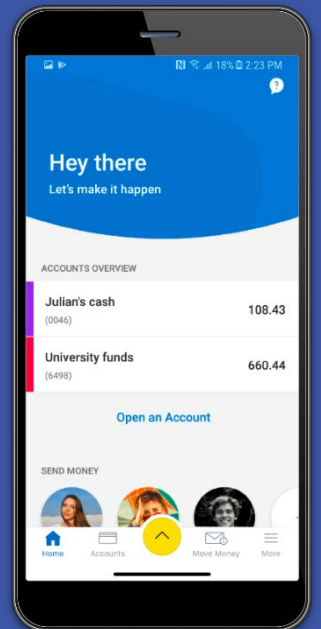 18% 2:23 PM
?
Hey there
Let's make it happen
ACCOUNTS OVERVIEW
Julian's cash
(0046)
108.43
University funds
(6498)
660.44
Open an Account
SEND MONEY
Home
Accounts
Move Money
More